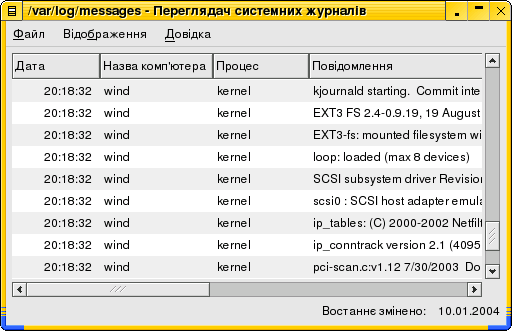 /var/log/messages - Переглядач системних журналів
Файл Відображення Довідка
Дата Назва комп'ютера Процес Повідомлення
20:18:32 wind kernel kjournald starting. Commit inte
20:18:32 wind kernel EXT3 FS 2.4-0.9.19, 19 August
20:18:32 wind kernel EXT3-fs: mounted filesystem wi
20:18:32 wind kernel loop: loaded (max 8 devices)
20:18:32 wind kernel SCSI subsystem driver Revision
20:18:32 wind kernel scsi0 : SCSI host adapter emula
20:18:32 wind kernel ip_tables: (C) 2000-2002 Netfilt
20:18:32 wind kernel ip_conntrack version 2.1 (4095
20:18:32 wind kernel pci-scan.c:v1.12 7/30/2003 Do
Востаннє змінено: 10.01.2004